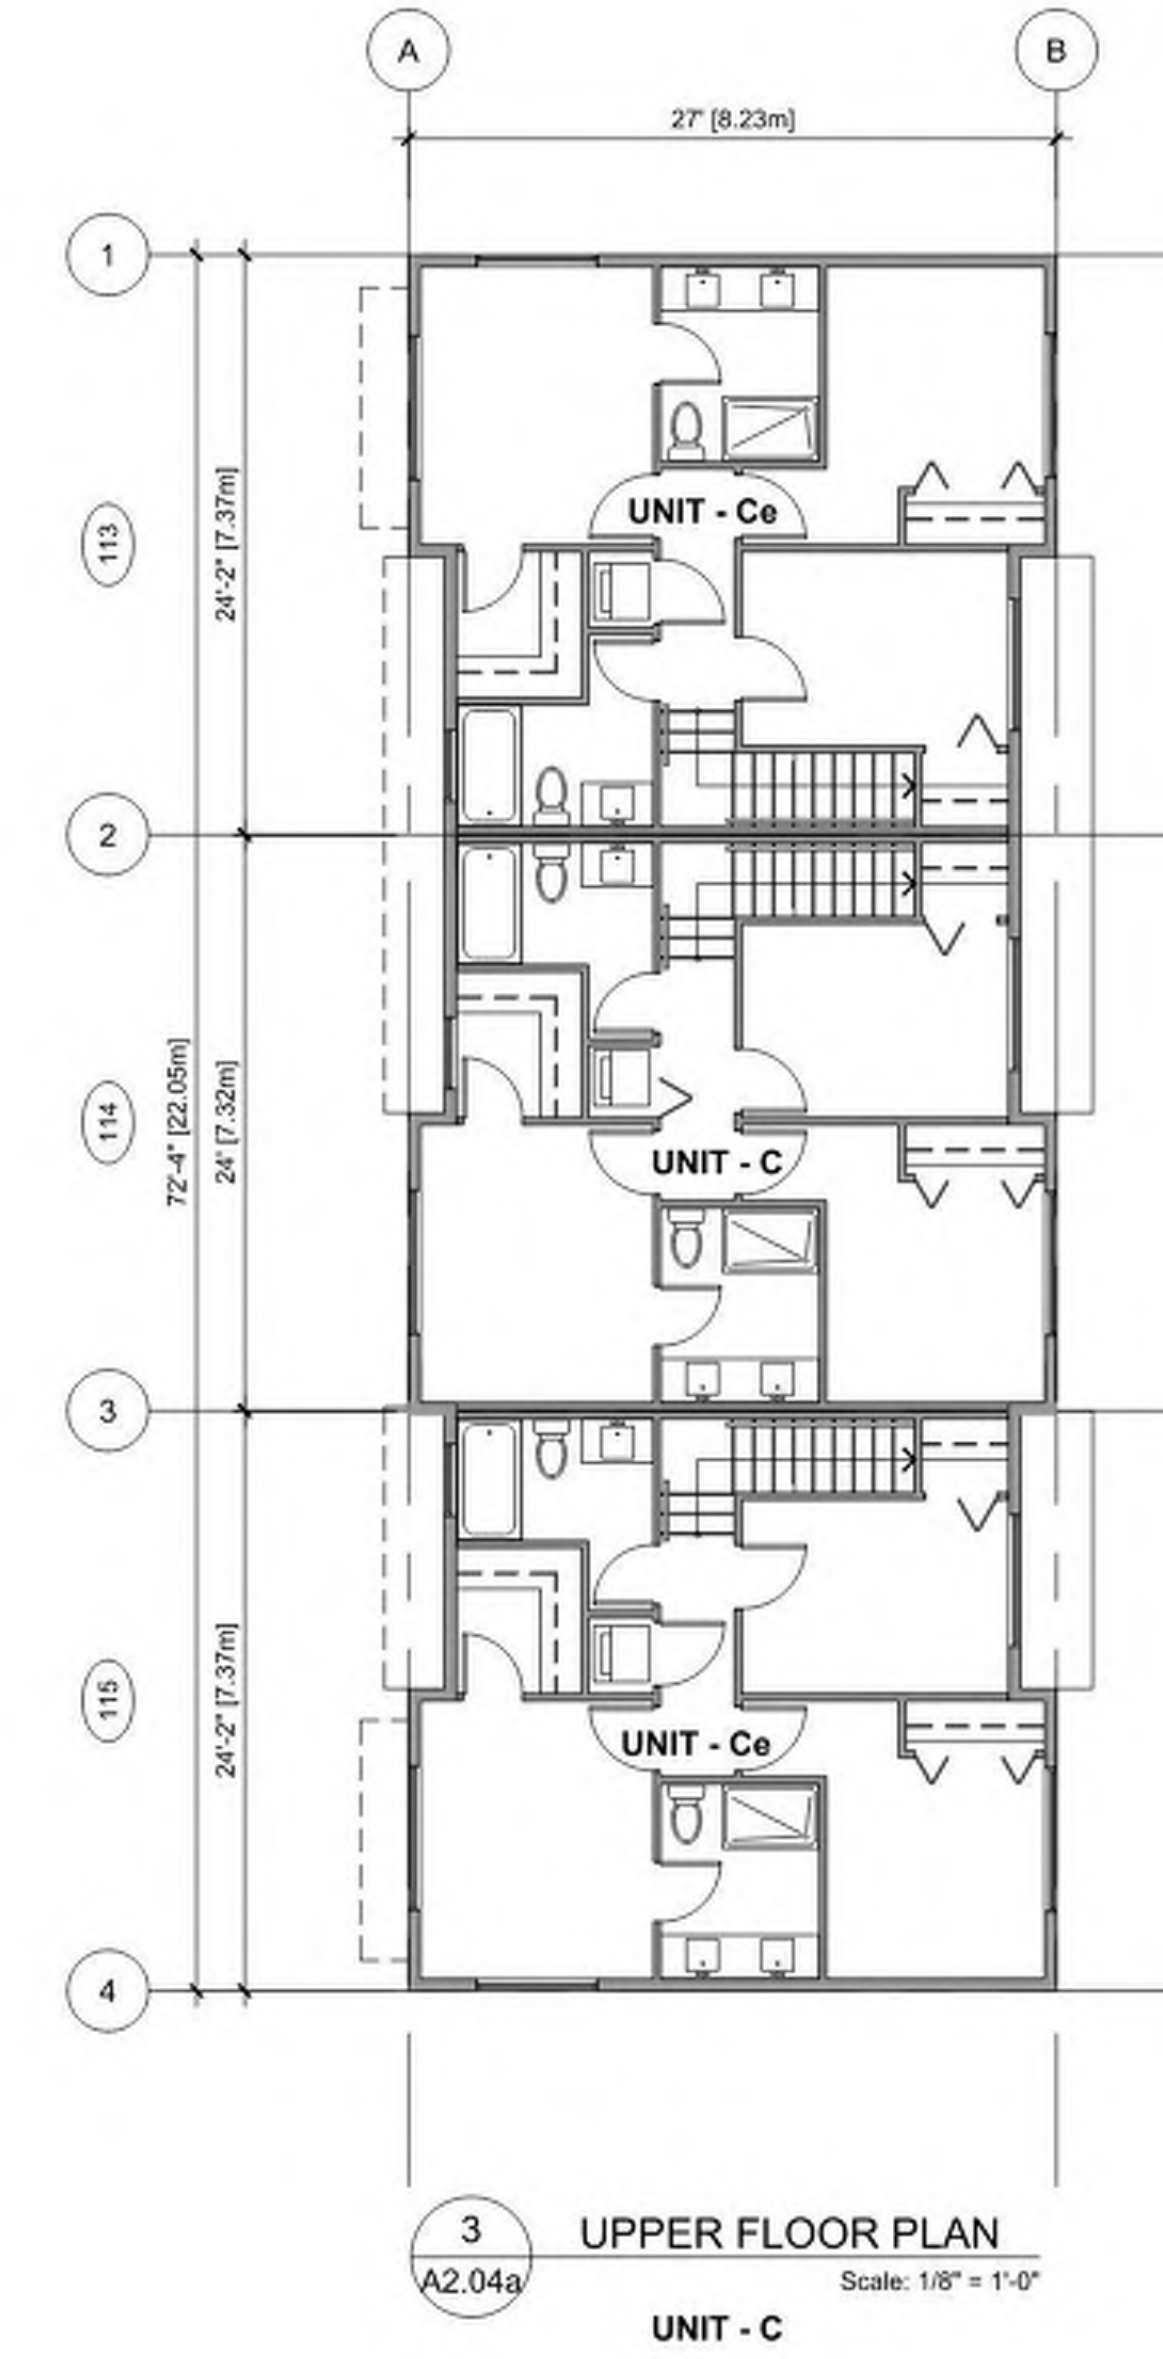 A
B
27' [8.23m]
1
113
24'-2" [7.37m]
UNIT - Ce
2
72'-4" [22.05m]
114
24' [7.32m]
UNIT - C
3
115
24'-2" [7.37m]
UNIT - Ce
4
3
A2.04a
UPPER FLOOR PLAN
Scale: 1/8" = 1'-0"
UNIT - C